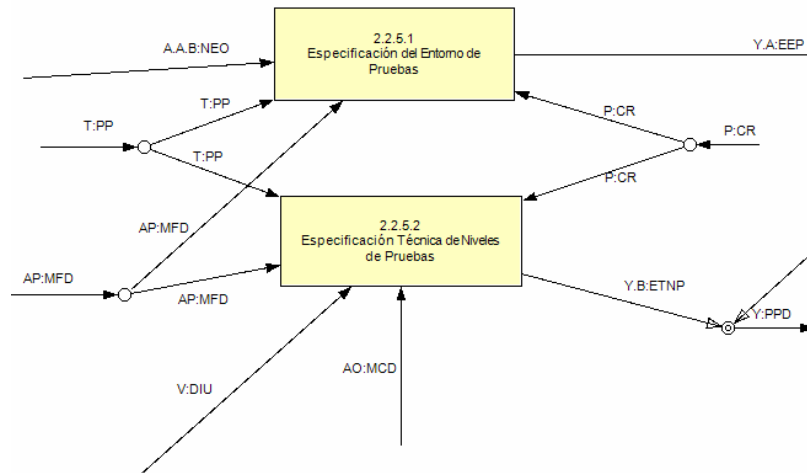 2.2.5.1
Especificación del Entorno de
Pruebas
A.A.B:NEO
Y.A:EEP
T:PP
P:CR
T:PP
P:CR
T:PP
P:CR
2.2.5.2
Especificación Técnica de Niveles
de Pruebas
AP:MFD
AP:MFD
AP:MFD
Y.B:ETNP
Y:PPD
AO:MCD
V:DIU